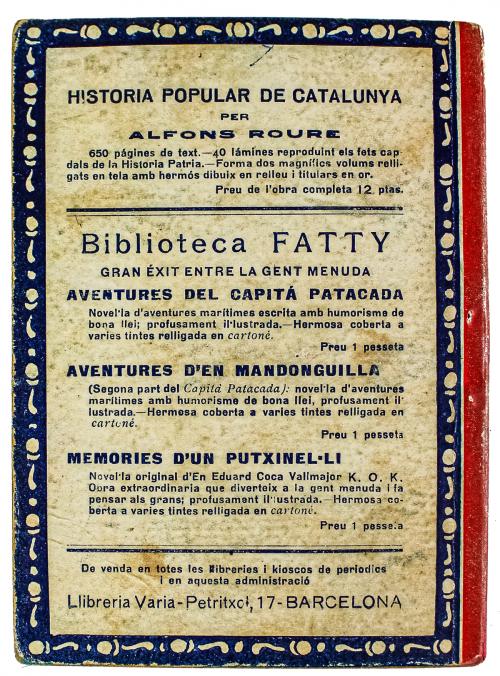 HISTORIA POPULAR DE CATALUNYA
PER
ALFONS ROURE
650 págines de text.—40 lámines reproduint els fets cap
dals de la Historia Patria.—Forma dos magnífics volums relli-
gats en tela amb hermós dibuix en relleu i titulars en or.
Preu de l'obra completa 12 ptas.
Biblioteca FATTY
GRAN ÉXIT ENTRE LA GENT MENUDA
AVENTURES DEL CAPITÁ PATACADA
Novel·la d'aventures marítimes escrita amb humorisme de
bona llei; profusament il·lustrada.—Hermosa coberta a
varies tintes relligada en cartoné.
Preu 1 pesseta
AVENTURES D'EN MANDONGUILLA
(Segona part del Capitá Patacada): novel·la d'aventures
marítimes amb humorisme de bona llei, profusament il·
lustrada.—Hermosa coberta a varies tintes relligada en
cartoné.
Preu 1 pesseta
MEMORIES D'UN PUTXINEL·LI
Novel·la original d'En Eduard Coca Vallmajor K. O. K.
Obra extraordinaria que diverteix a la gent menuda i fa
pensar als grans; profusament il·lustrada.—Hermosa co-
berta a varies tintes relligada en cartoné.
Preu 1 pesseta
De venda en totes les llibreries i kioscos de periodics
i en aquesta administració
Llibreria Varia-Petritxol, 17-BARCELONA